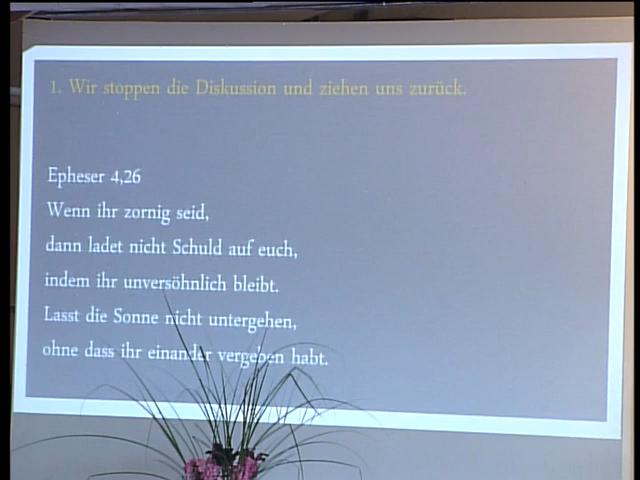 1. Wir stoppen die Diskussion und ziehen uns zurück.
Epheser 4,26
Wenn ihr zornig seid,
dann ladet nicht Schuld auf euch,
indem ihr unversöhnlich bleibt.
Lasst die Sonne nicht untergehen,
ohne dass ihr einander vergeben habt.